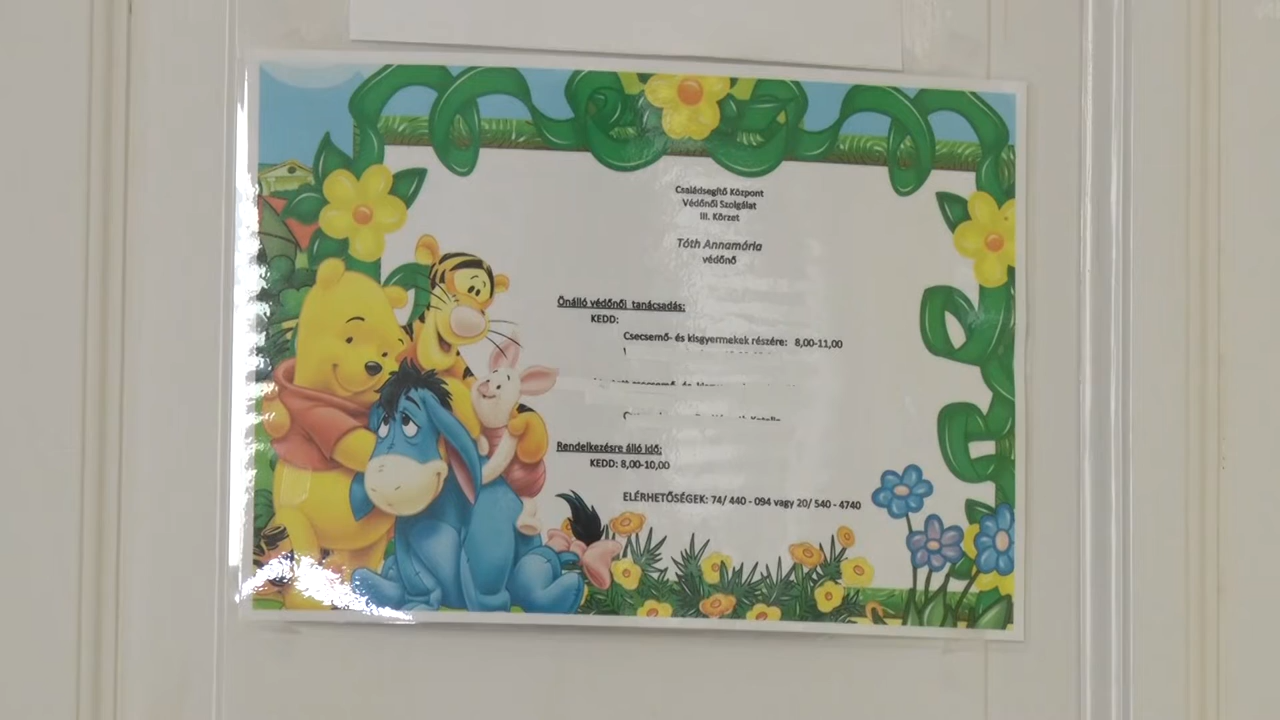 Családsegítő Központ
Védőnői Szolgálat
III. Körzet
Tóth Annamária
védőnő
Önálló védőnői tanácsadás:
KEDD:
Csecsemő- és kisgyermekek részére: 8,00-11,00
Rendelkezésre álló idő:
KEDD: 8,00-10,00
ELÉRHETŐSÉGEK: 74/ 440 - 094 vagy 20/ 540 - 4740